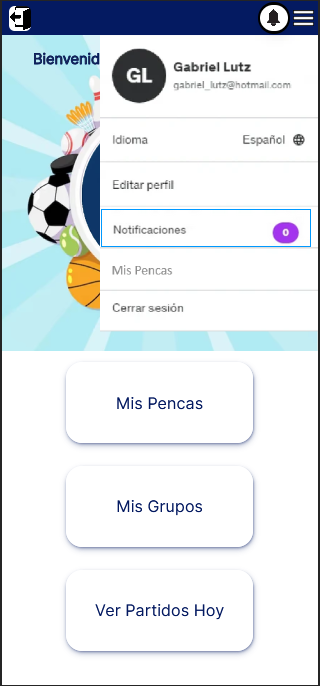 Bienvenid
GL
Gabriel Lutz
gabriel_lutz@hotmail.com
Idioma Español
Editar perfil
Notificaciones 0
Mis Pencas
Cerrar sesión
Mis Pencas
Mis Grupos
Ver Partidos Hoy